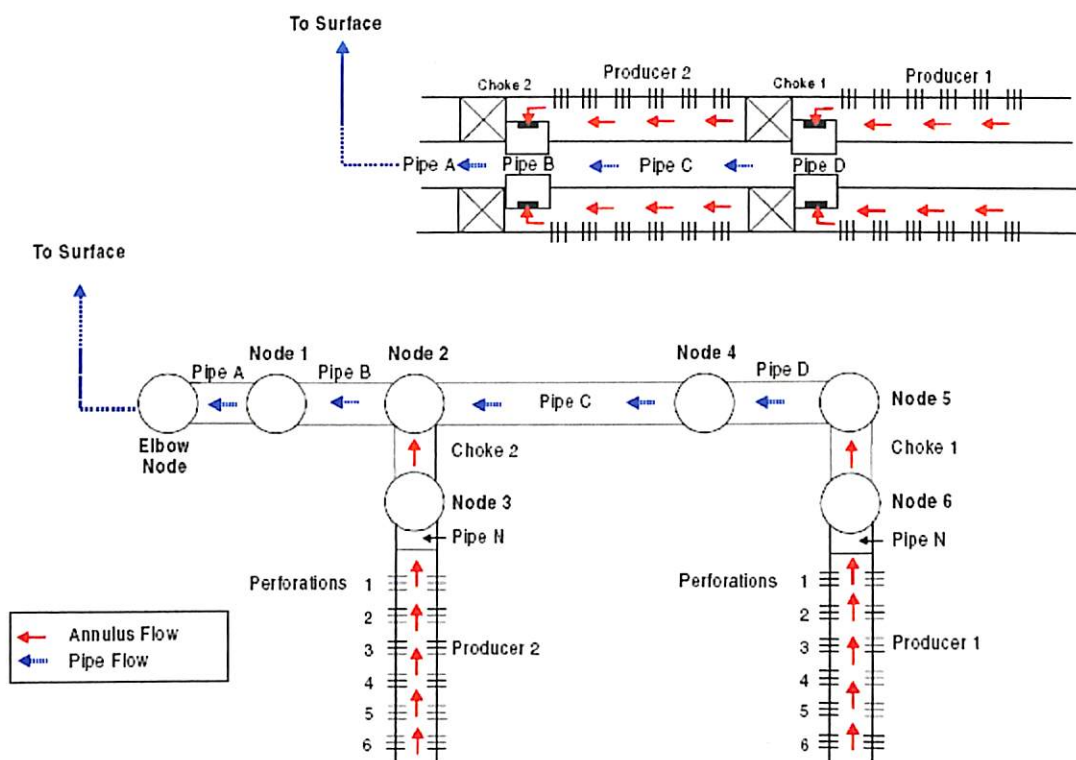 To Surface
Producer 2
Producer 1
Choke 2
Choke 1
Pipe A
Pipe B
Pipe C
Pipe D
To Surface
Node 1
Node 2
Node 4
Pipe A
Pipe B
Pipe D
Pipe C
Node 5
Elbow
Node
Choke 2
Choke 1
Node 3
Node 6
Pipe N
Pipe N
Perforations 1
Perforations 1
2
2
3
Producer 2
3
Producer 1
4
4
5
5
6
6
Annulus Flow
Pipe Flow